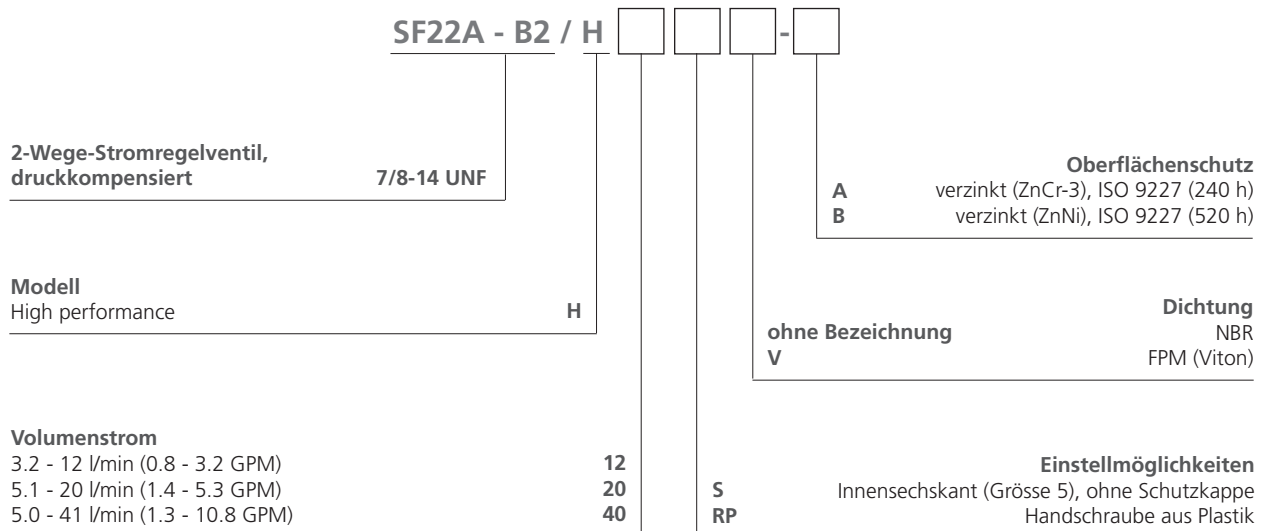 SF22A - B2 / H -
2-Wege-Stromregelventil,
druckkompensiert 7/8-14 UNF
Oberflächenschutz
A verzinkt (ZnCr-3), ISO 9227 (240 h)
B verzinkt (ZnNi), ISO 9227 (520 h)
Modell
High performance H
Dichtung
ohne Bezeichnung NBR
V FPM (Viton)
Volumenstrom
3.2 - 12 l/min (0.8 - 3.2 GPM) 12
5.1 - 20 l/min (1.4 - 5.3 GPM) 20
5.0 - 41 l/min (1.3 - 10.8 GPM) 40
Einstellmöglichkeiten
S Innensechskant (Grösse 5), ohne Schutzkappe
RP Handschraube aus Plastik